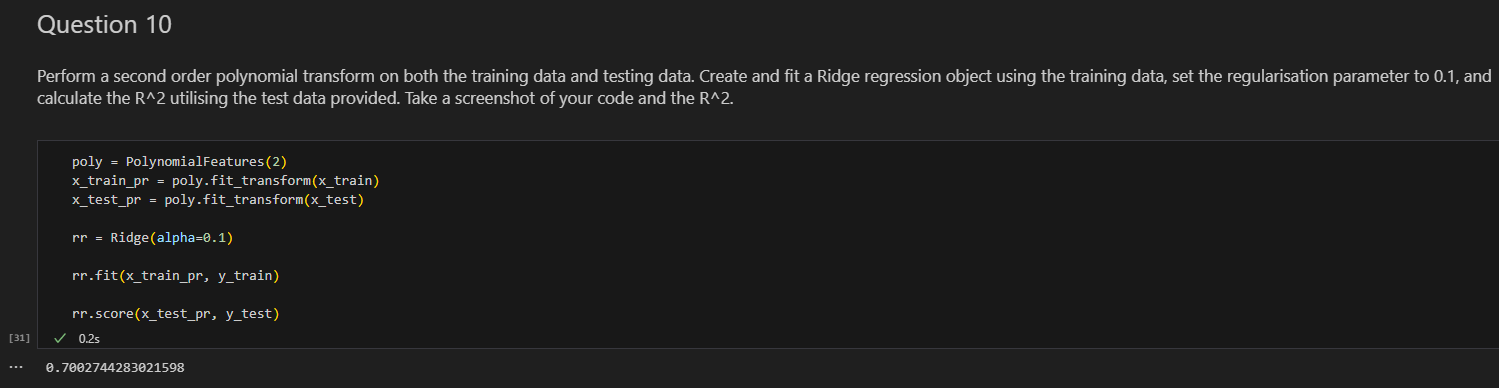 Question 10
Perform a second order polynomial transform on both the training data and testing data. Create and fit a Ridge regression object using the training data, set the regularisation parameter to 0.1, and
calculate the R^2 utilising the test data provided. Take a screenshot of your code and the R^2.
poly = PolynomialFeatures(2)
x_train_pr = poly.fit_transform(x_train)
x_test_pr = poly.fit_transform(x_test)
rr = Ridge(alpha=0.1)
rr.fit(x_train_pr, y_train)
rr.score(x_test_pr, y_test)
[31] ✓ 0.2s
... 0.7002744283021598